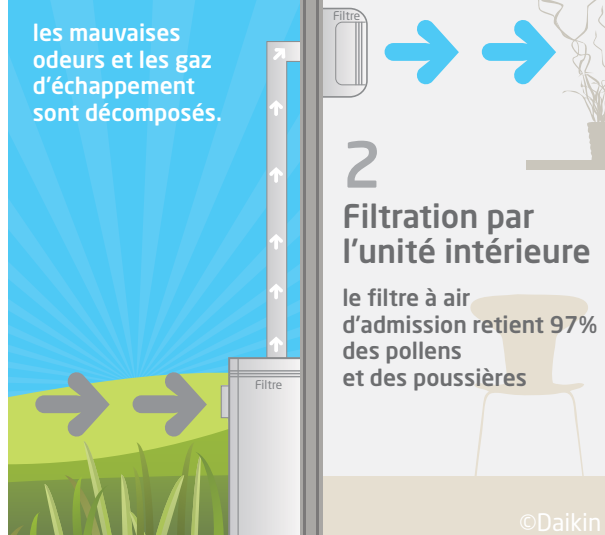 les mauvaises
odeurs et les gaz
d'échappement
sont décomposés.
Filtre
Filtre
2
Filtration par
l'unité intérieure
le filtre à air
d'admission retient 97%
des pollens
et des poussières
©Daikin